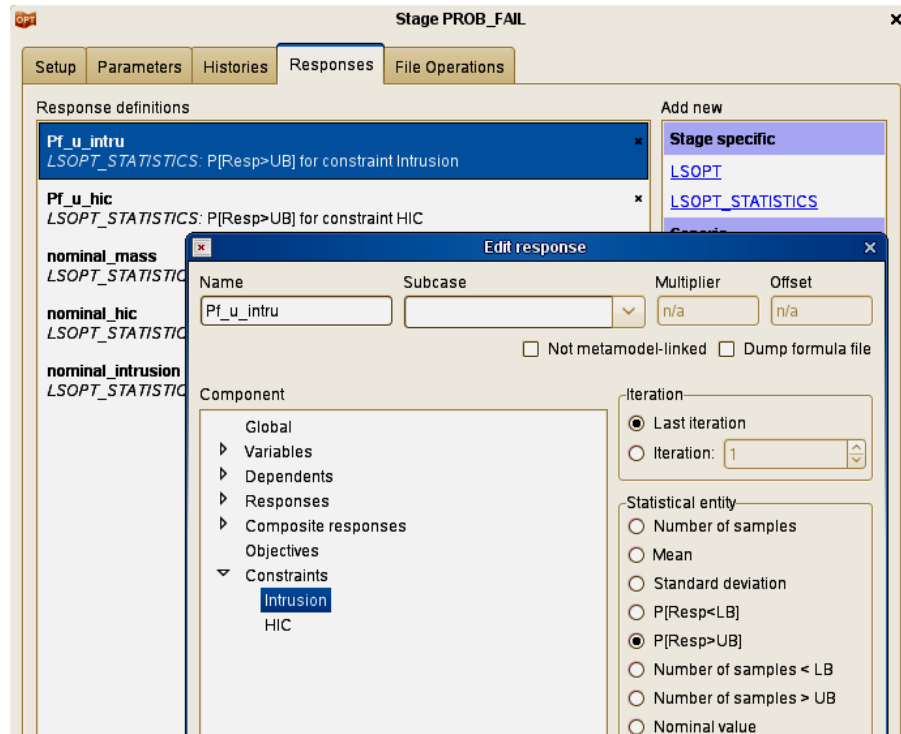 OPT
Stage PROB_FAIL
Setup Parameters Histories Responses File Operations
Response definitions
Add new
Pf_u_intru
LSOPT_STATISTICS: P[Resp>UB] for constraint Intrusion
Pf_u_hic
LSOPT_STATISTICS: P[Resp>UB] for constraint HIC
nominal_mass
LSOPT_STATISTIC
nominal_hic
LSOPT_STATISTIC
nominal_intrusion
LSOPT_STATISTIC
Stage specific
LSOPT
LSOPT_STATISTICS
Edit response
Name Subcase Multiplier Offset
Pf_u_intru n/a n/a
Not metamodel-linked Dump formula file
Component
Global
Variables
Dependents
Responses
Composite responses
Objectives
Constraints
Intrusion
HIC
Iteration
Last iteration
Iteration: 1
Statistical entity
Number of samples
Mean
Standard deviation
P[Resp<LB]
P[Resp>UB]
Number of samples < LB
Number of samples > UB
Nominal value